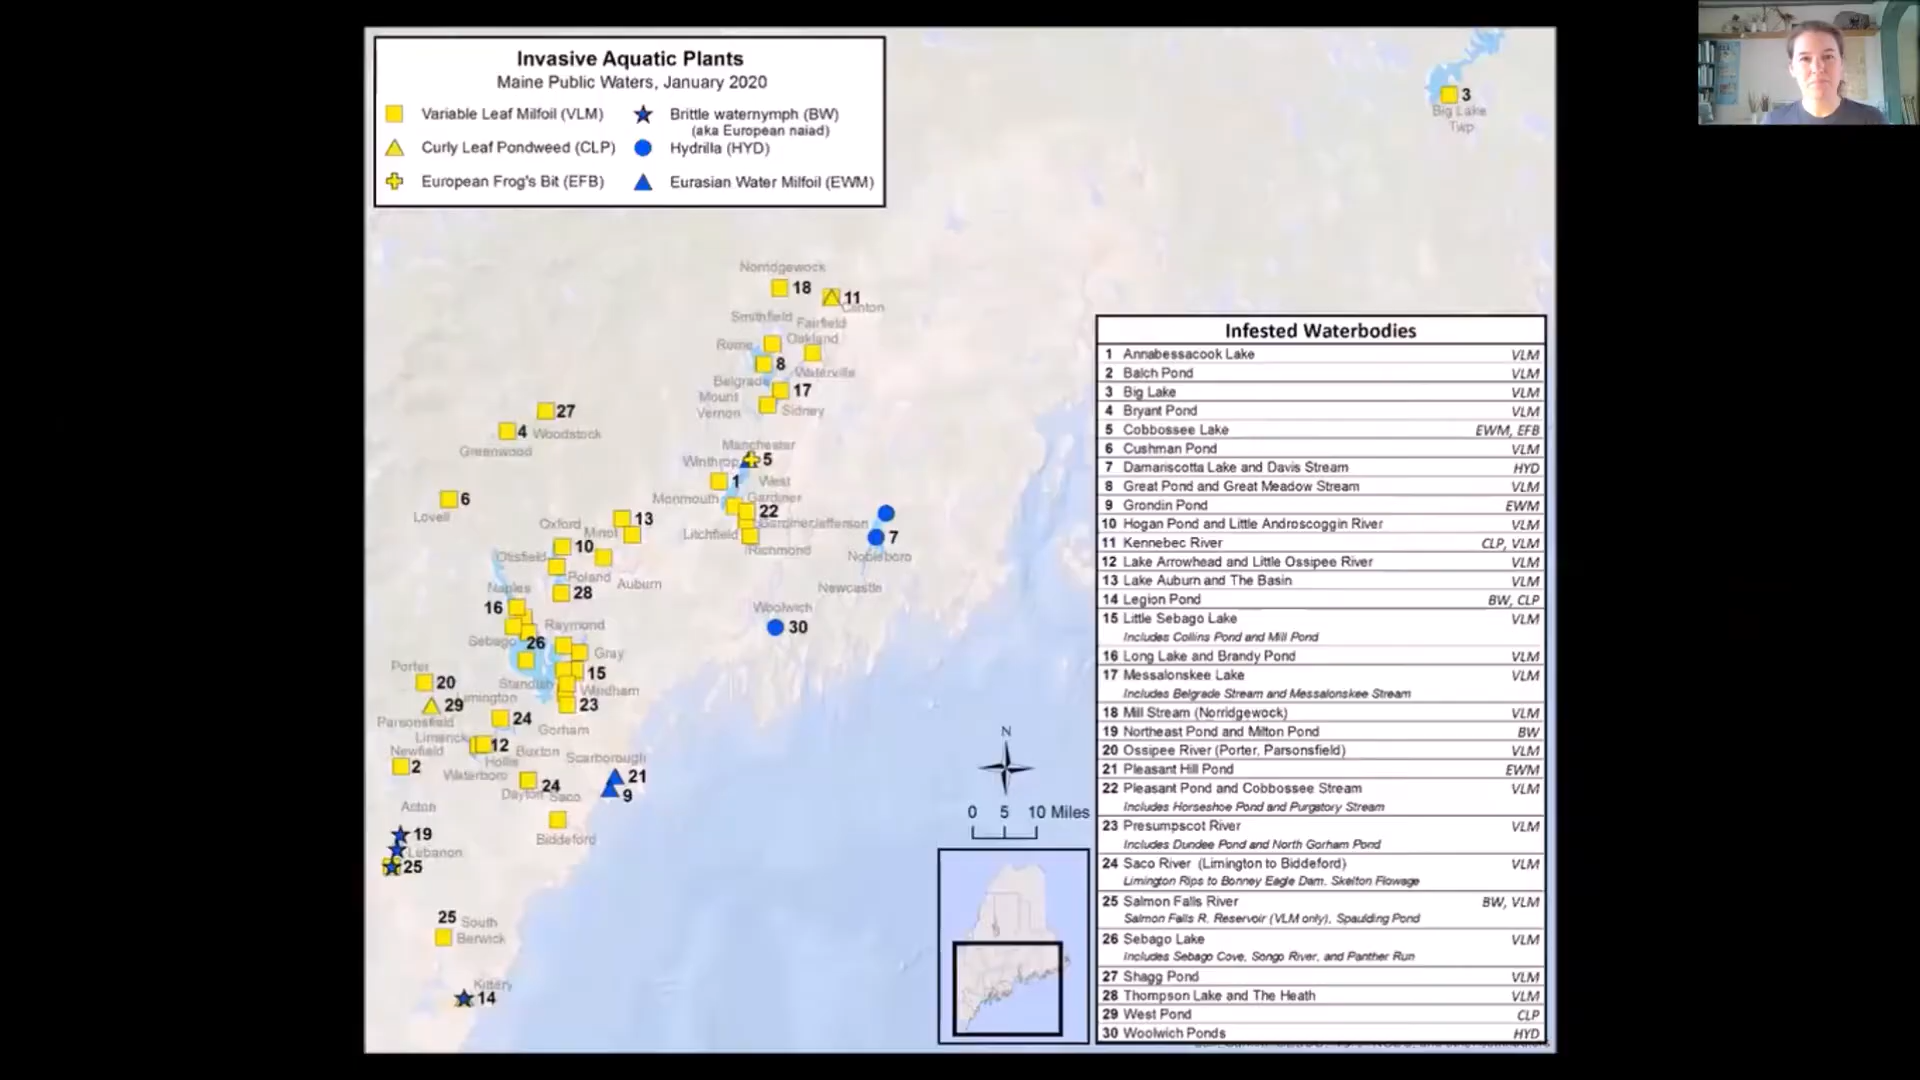 Invasive Aquatic Plants
Maine Public Waters, January 2020
Variable Leaf Milfoil (VLM)
Curly Leaf Pondweed (CLP)
European Frog's Bit (EFB)
Brittle waternymph (BW)
(aka European naiad)
Hydrilla (HYD)
Eurasian Water Milfoil (EWM)
3
Big Lake
Twp
Norridgewock
18
11
Clinton
Smithfield
Fairfield
Rome
Oakland
8
Waterville
Belgrade
17
Mount
Vernon
Sidney
27
4
Woodstock
Greenwood
Manchester
Winthrop
5
1
West
Gardiner
Monmouth
6
Lovell
22
13
Oxford
Minot
Gardiner
Jefferson
Litchfield
7
10
Richmond
Nobleboro
Otisfield
Poland
Auburn
Naples
28
Newcastle
16
Woolwich
30
Raymond
Sebago
26
Gray
Porter
15
20
Standish
Windham
Limington
29
23
Parsonsfield
24
Gorham
Limerick
12
Newfield
Buxton
Scarborough
Hollis
2
Waterboro
21
24
Dayton
Saco
9
Acton
Biddeford
19
Lebanon
25
25
South
Berwick
Kittery
14
N
0 5 10 Miles
Infested Waterbodies
1 Annabessacook Lake VLM
2 Balch Pond VLM
3 Big Lake VLM
4 Bryant Pond VLM
5 Cobbossee Lake EWM, EFB
6 Cushman Pond VLM
7 Damariscotta Lake and Davis Stream HYD
8 Great Pond and Great Meadow Stream VLM
9 Grondin Pond EWM
10 Hogan Pond and Little Androscoggin River VLM
11 Kennebec River CLP, VLM
12 Lake Arrowhead and Little Ossipee River VLM
13 Lake Auburn and The Basin VLM
14 Legion Pond BW, CLP
15 Little Sebago Lake VLM
Includes Collins Pond and Mill Pond
16 Long Lake and Brandy Pond VLM
17 Messalonskee Lake VLM
Includes Belgrade Stream and Messalonskee Stream
18 Mill Stream (Norridgewock) VLM
19 Northeast Pond and Milton Pond BW
20 Ossipee River (Porter, Parsonsfield) VLM
21 Pleasant Hill Pond EWM
22 Pleasant Pond and Cobbossee Stream VLM
Includes Horseshoe Pond and Purgatory Stream
23 Presumpscot River VLM
Includes Dundee Pond and North Gorham Pond
24 Saco River (Limington to Biddeford) VLM
Limington Rips to Bonney Eagle Dam. Skelton Flowage
25 Salmon Falls River BW, VLM
Salmon Falls R. Reservoir (VLM only), Spaulding Pond
26 Sebago Lake VLM
Includes Sebago Cove, Songo River, and Panther Run
27 Shagg Pond VLM
28 Thompson Lake and The Heath VLM
29 West Pond CLP
30 Woolwich Ponds HYD